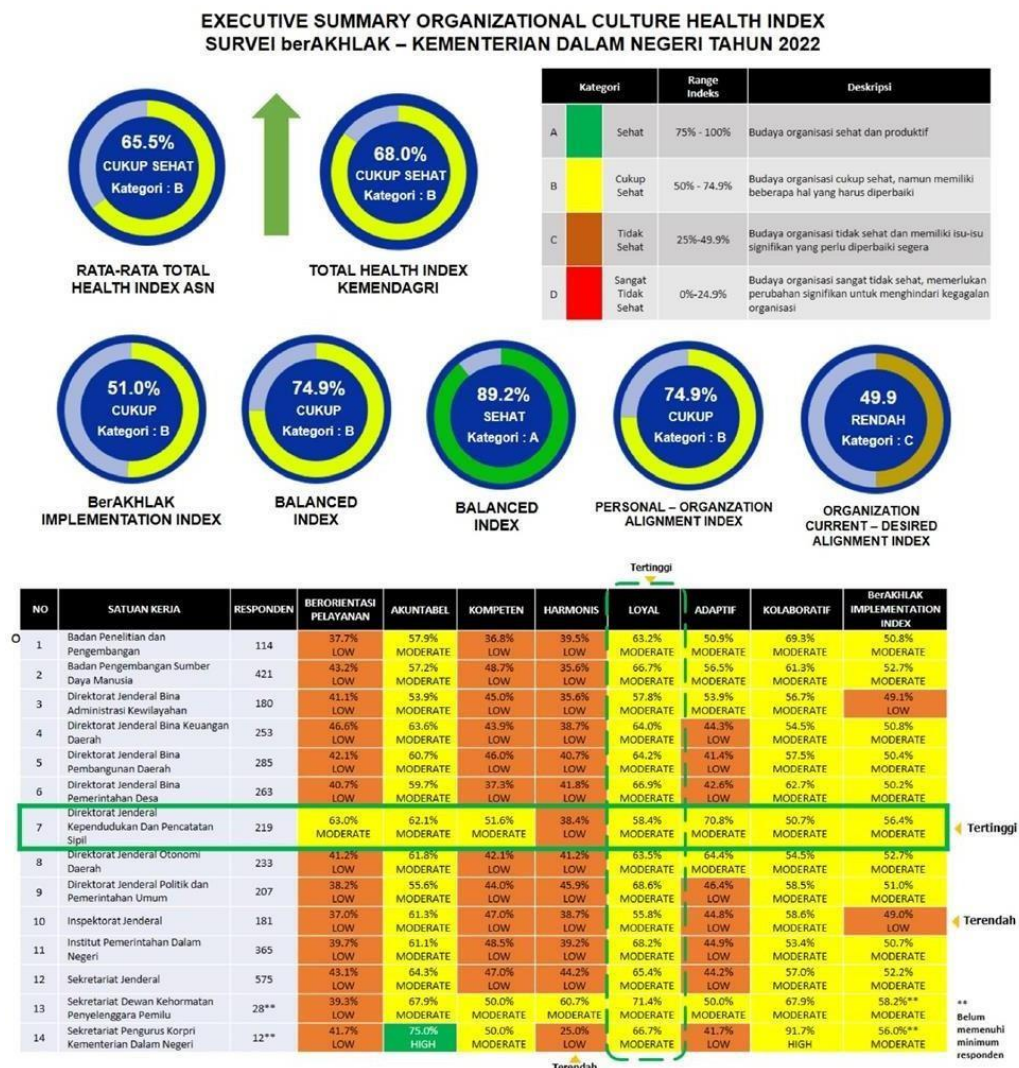 EXECUTIVE SUMMARY ORGANIZATIONAL CULTURE HEALTH INDEX
SURVEI berAKHLAK – KEMENTERIAN DALAM NEGERI TAHUN 2022
65.5%
CUKUP SEHAT
Kategori : B
RATA-RATA TOTAL
HEALTH INDEX ASN
68.0%
CUKUP SEHAT
Kategori : B
TOTAL HEALTH INDEX
KEMENDAGRI
Kategori Range Indeks Deskripsi
A Sehat 75% - 100% Budaya organisasi sehat dan produktif
B Cukup Sehat 50% - 74.9% Budaya organisasi cukup sehat, namun memiliki
beberapa hal yang harus diperbaiki
C Tidak Sehat 25%-49.9% Budaya organisasi tidak sehat dan memiliki isu-isu
signifikan yang perlu diperbaiki segera
D Sangat Tidak Sehat 0%-24.9% Budaya organisasi sangat tidak sehat, memerlukan
perubahan signifikan untuk menghindari kegagalan
organisasi
51.0%
CUKUP
Kategori : B
BerAKHLAK
IMPLEMENTATION INDEX
74.9%
CUKUP
Kategori : B
BALANCED
INDEX
89.2%
SEHAT
Kategori : A
BALANCED
INDEX
74.9%
CUKUP
Kategori : B
PERSONAL – ORGANZATION
ALIGNMENT INDEX
49.9
RENDAH
Kategori : C
ORGANIZATION
CURRENT – DESIRED
ALIGNMENT INDEX
Tertinggi
NO SATUAN KERJA RESPONDEN BERORIENTASI PELAYANAN AKUNTABEL KOMPETEN HARMONIS LOYAL ADAPTIF KOLABORATIF BerAKHLAK IMPLEMENTATION INDEX
O
1 Badan Penelitian dan Pengembangan 114 37.7% LOW 57.9% MODERATE 36.8% LOW 39.5% LOW 63.2% MODERATE 50.9% MODERATE 69.3% MODERATE 50.8% MODERATE
2 Badan Pengembangan Sumber Daya Manusia 421 43.2% LOW 57.2% MODERATE 48.7% LOW 35.6% LOW 66.7% MODERATE 56.5% MODERATE 61.3% MODERATE 52.7% MODERATE
3 Direktorat Jenderal Bina Administrasi Kewilayahan 180 41.1% LOW 53.9% MODERATE 45.0% LOW 35.6% LOW 57.8% MODERATE 53.9% MODERATE 56.7% MODERATE 49.1% LOW
4 Direktorat Jenderal Bina Keuangan Daerah 253 46.6% LOW 63.6% MODERATE 43.9% LOW 38.7% LOW 64.0% MODERATE 44.3% LOW 54.5% MODERATE 50.8% MODERATE
5 Direktorat Jenderal Bina Pembangunan Daerah 285 42.1% LOW 60.7% MODERATE 46.0% LOW 40.7% LOW 64.2% MODERATE 41.4% LOW 57.5% MODERATE 50.4% MODERATE
6 Direktorat Jenderal Bina Pemerintahan Desa 263 40.7% LOW 59.7% MODERATE 37.3% LOW 41.8% LOW 66.9% MODERATE 42.6% LOW 62.7% MODERATE 50.2% MODERATE
7 Direktorat Jenderal Kependudukan Dan Pencatatan Sipil 219 63.0% MODERATE 62.1% MODERATE 51.6% MODERATE 38.4% LOW 58.4% MODERATE 70.8% MODERATE 50.7% MODERATE 56.4% MODERATE Tertinggi
8 Direktorat Jenderal Otonomi Daerah 233 41.2% LOW 61.8% MODERATE 42.1% LOW 41.2% LOW 63.5% MODERATE 64.4% MODERATE 54.5% MODERATE 52.7% MODERATE
9 Direktorat Jenderal Politik dan Pemerintahan Umum 207 38.2% LOW 55.6% MODERATE 44.0% LOW 45.9% LOW 68.6% MODERATE 46.4% LOW 58.5% MODERATE 51.0% MODERATE
10 Inspektorat Jenderal 181 37.0% LOW 61.3% MODERATE 47.0% LOW 38.7% LOW 55.8% MODERATE 44.8% LOW 58.6% MODERATE 49.0% LOW Terendah
11 Institut Pemerintahan Dalam Negeri 365 39.7% LOW 61.1% MODERATE 48.5% LOW 39.2% LOW 68.2% MODERATE 44.9% LOW 53.4% MODERATE 50.7% MODERATE
12 Sekretariat Jenderal 575 43.1% LOW 64.3% MODERATE 47.0% LOW 44.2% LOW 65.4% MODERATE 44.2% LOW 57.0% MODERATE 52.2% MODERATE
13 Sekretariat Dewan Kehormatan Penyelenggara Pemilu 28** 39.3% LOW 67.9% MODERATE 50.0% MODERATE 60.7% MODERATE 71.4% MODERATE 50.0% MODERATE 67.9% MODERATE 58.2%** MODERATE
14 Sekretariat Pengurus Korpri Kementerian Dalam Negeri 12** 41.7% LOW 75.0% HIGH 50.0% MODERATE 25.0% LOW 66.7% MODERATE 41.7% LOW 91.7% HIGH 56.0%** MODERATE
** Belum
memenuhi
minimum
responden
Terendah